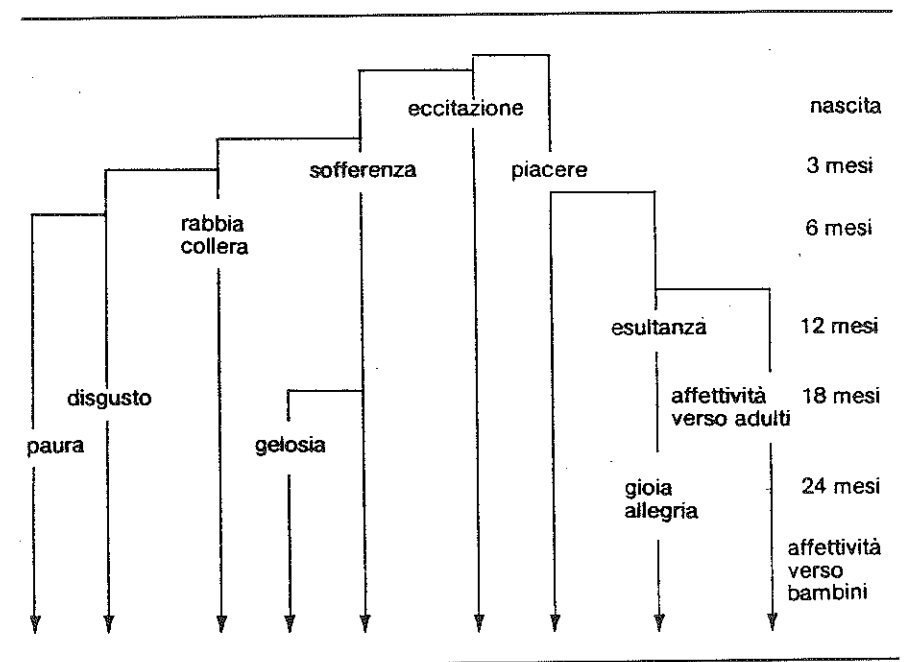 eccitazione
nascita
sofferenza
piacere
3 mesi
rabbia
collera
6 mesi
esultanza
12 mesi
disgusto
affettività
verso adulti
18 mesi
paura
gelosia
gioia
allegria
24 mesi
affettività
verso
bambini